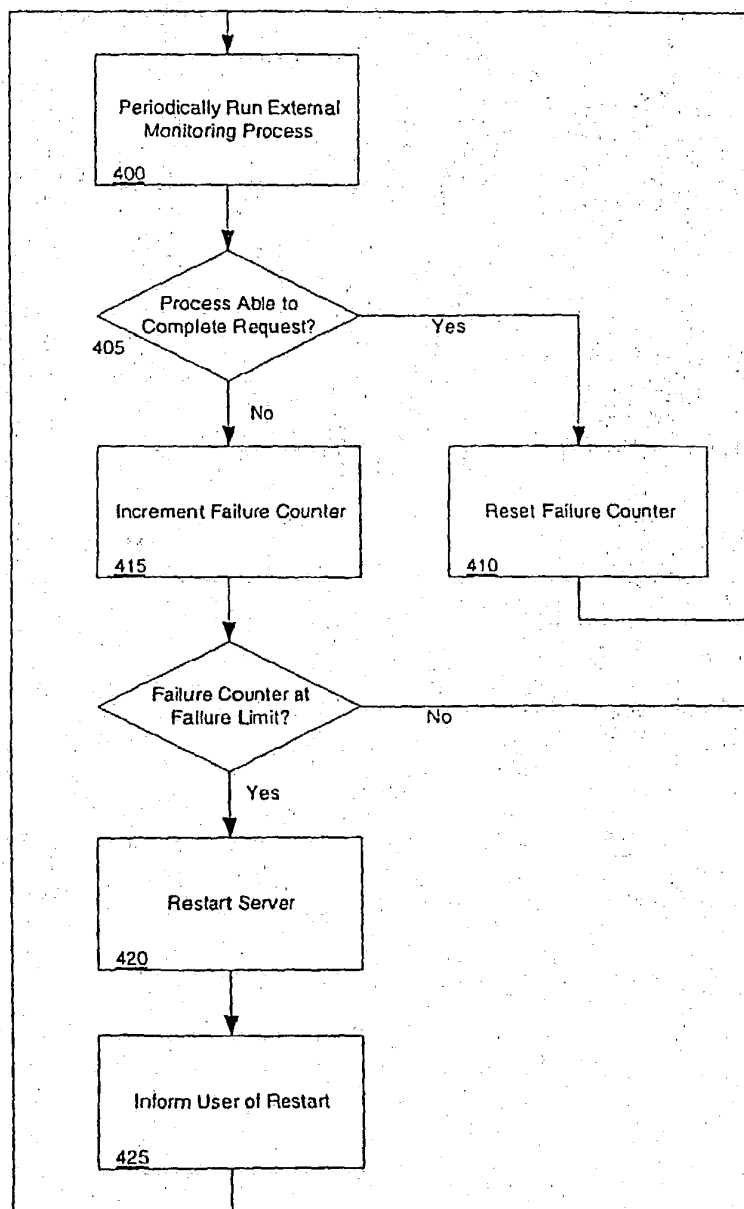 Periodically Run External
Monitoring Process
400
Process Able to
Complete Request?
405
Yes
No
Increment Failure Counter
415
Reset Failure Counter
410
Failure Counter at
Failure Limit?
No
Yes
Restart Server
420
Inform User of Restart
425